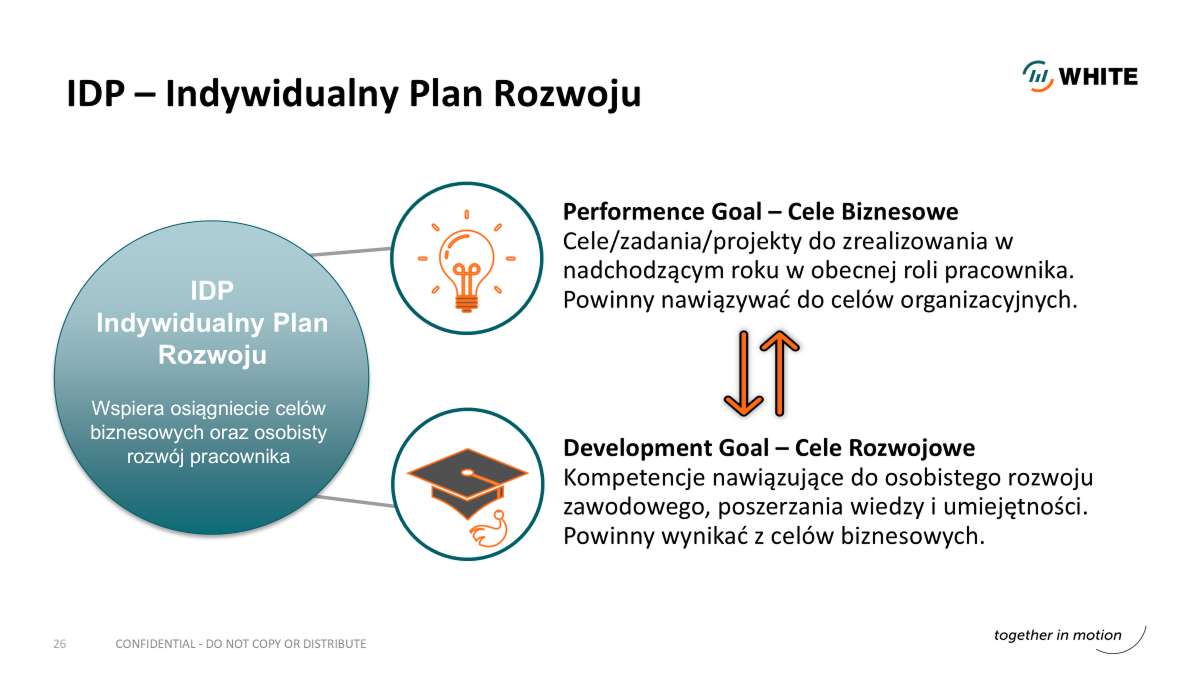 IDP – Indywidualny Plan Rozwoju
WHITE
IDP
Indywidualny Plan
Rozwoju
Wspiera osiągniecie celów
biznesowych oraz osobisty
rozwój pracownika
Performence Goal – Cele Biznesowe
Cele/zadania/projekty do zrealizowania w
nadchodzącym roku w obecnej roli pracownika.
Powinny nawiązywać do celów organizacyjnych.
Development Goal – Cele Rozwojowe
Kompetencje nawiązujące do osobistego rozwoju
zawodowego, poszerzania wiedzy i umiejętności.
Powinny wynikać z celów biznesowych.
26
CONFIDENTIAL - DO NOT COPY OR DISTRIBUTE
together in motion